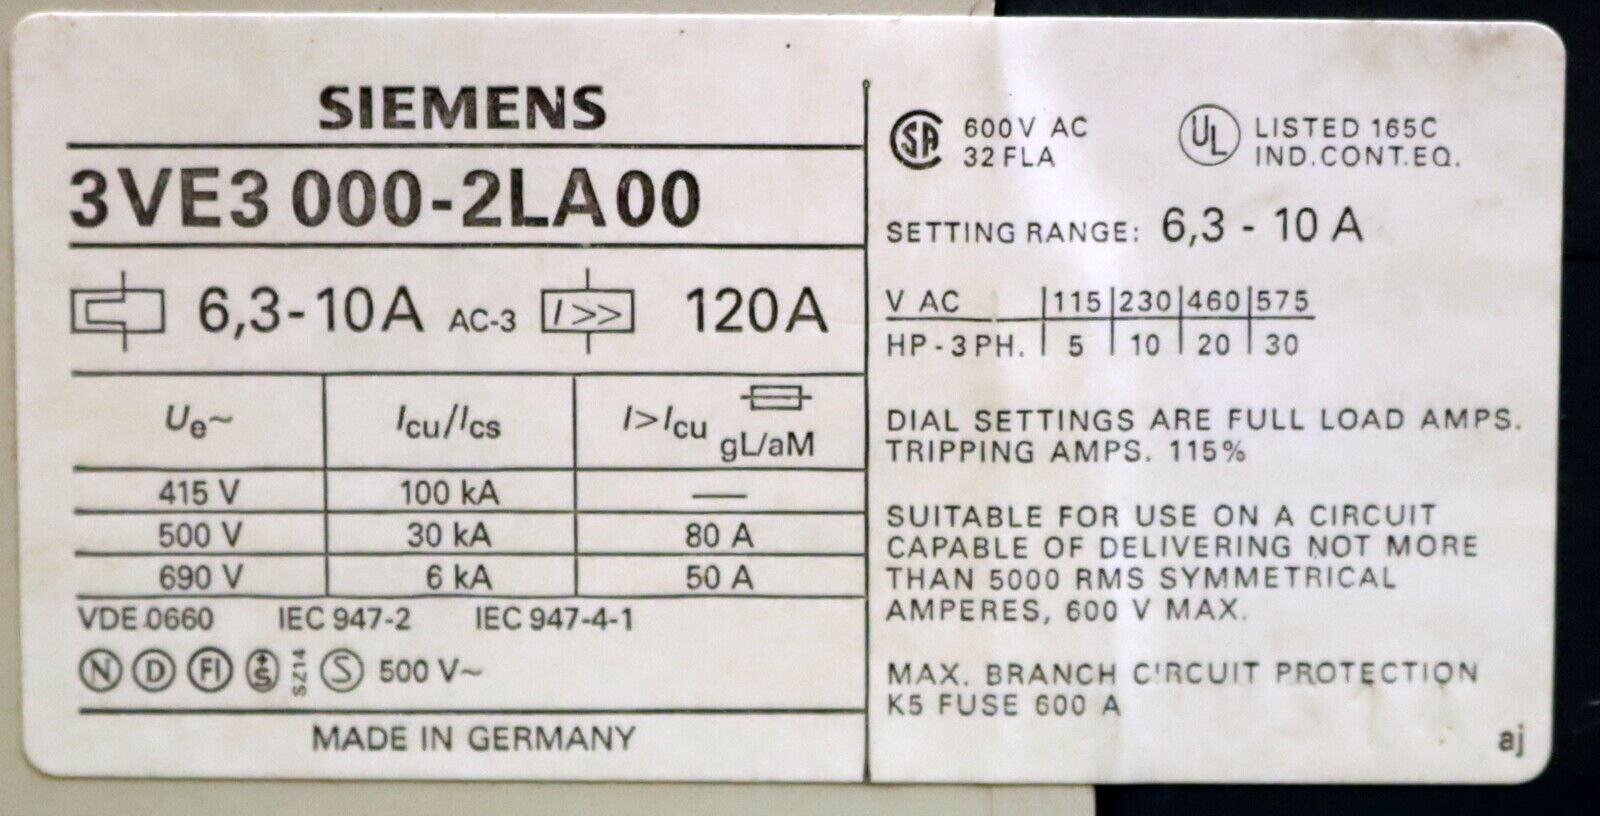 SIEMENS
3VE3 000-2LA00
6,3-10A AC-3 I>> 120A
Ue~ Icu/Ics I>Icu gL/aM
415 V 100 kA —
500 V 30 kA 80 A
690 V 6 kA 50 A
VDE 0660 IEC 947-2 IEC 947-4-1
N D FI +S SZ14 S 500 V~
MADE IN GERMANY
SA 600V AC
32 FLA
UL LISTED 165C
IND.CONT.EQ.
SETTING RANGE: 6,3 - 10 A
V AC 115 230 460 575
HP - 3 PH. 5 10 20 30
DIAL SETTINGS ARE FULL LOAD AMPS.
TRIPPING AMPS. 115%
SUITABLE FOR USE ON A CIRCUIT
CAPABLE OF DELIVERING NOT MORE
THAN 5000 RMS SYMMETRICAL
AMPERES, 600 V MAX.
MAX. BRANCH CIRCUIT PROTECTION
K5 FUSE 600 A
aj